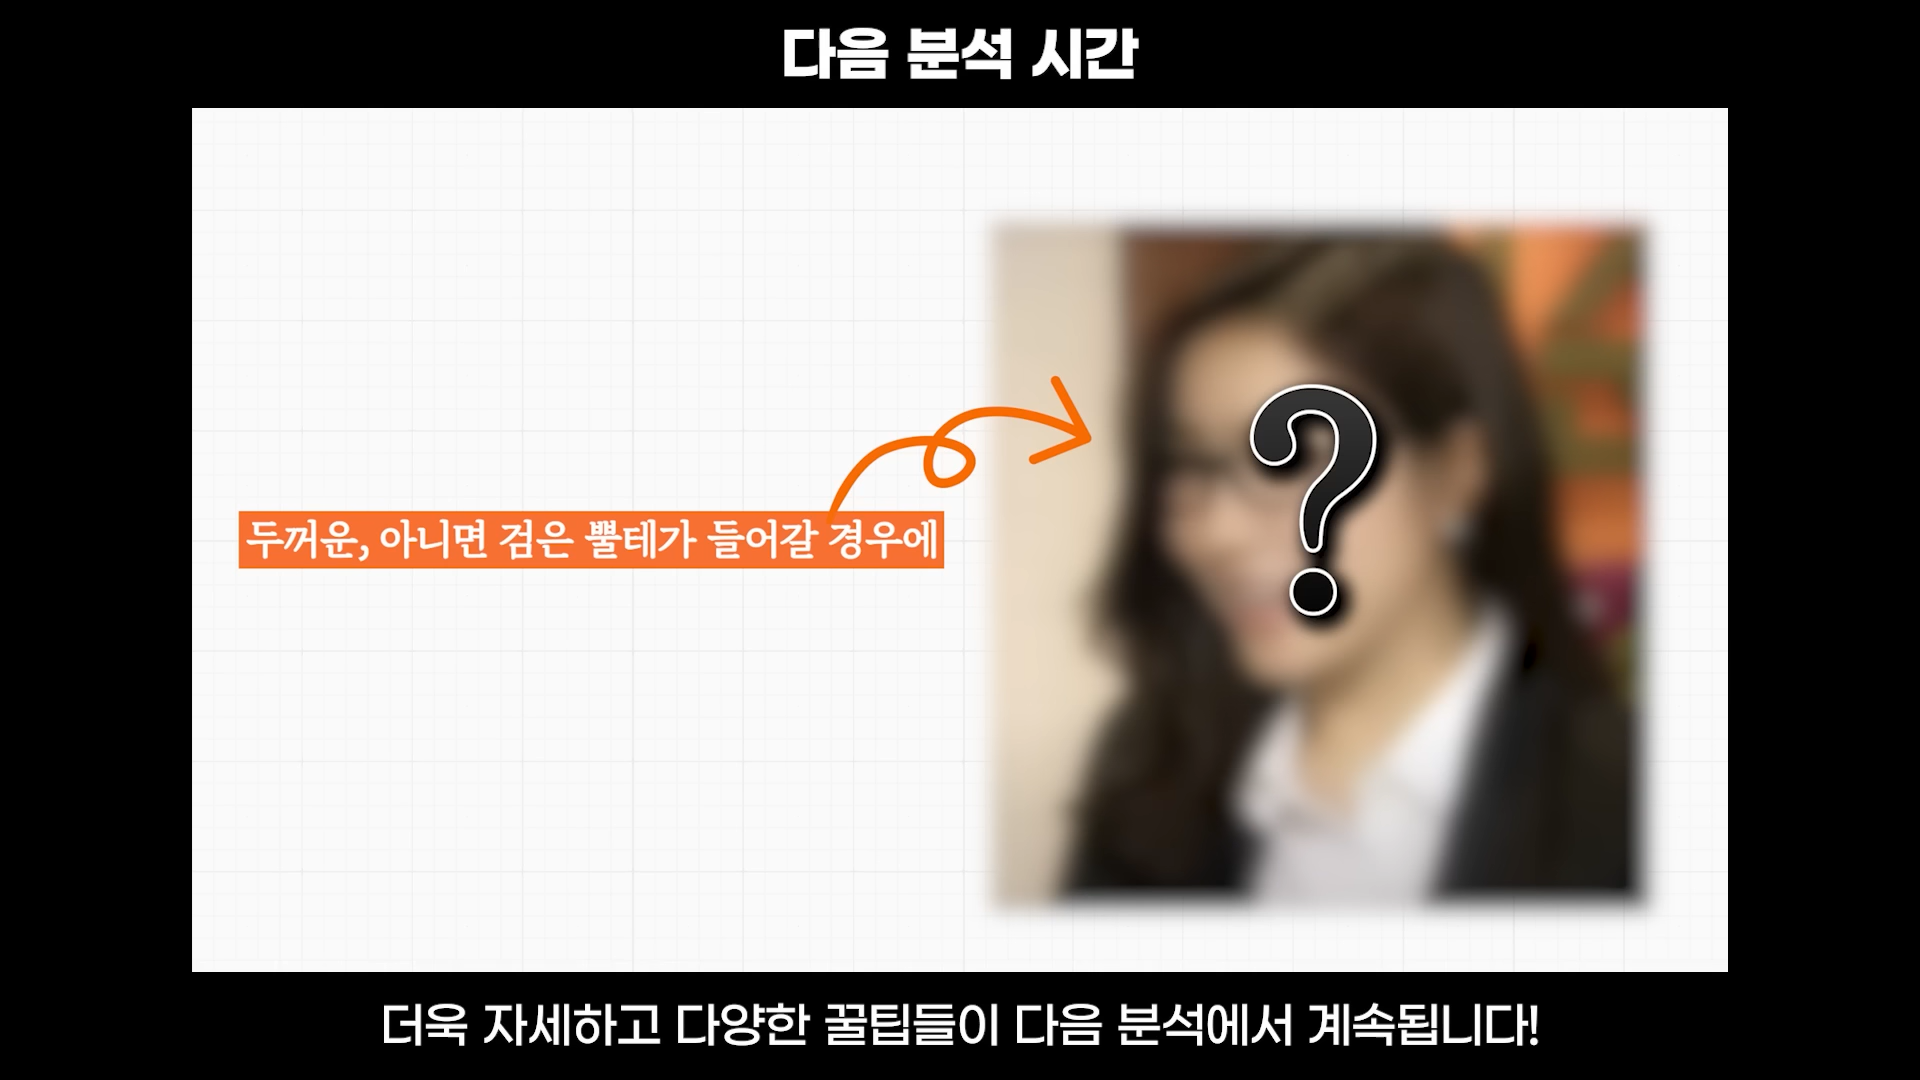 다음 분석 시간
두꺼운, 아니면 검은 뿔테가 들어갈 경우에
?
더욱 자세하고 다양한 꿀팁들이 다음 분석에서 계속됩니다!